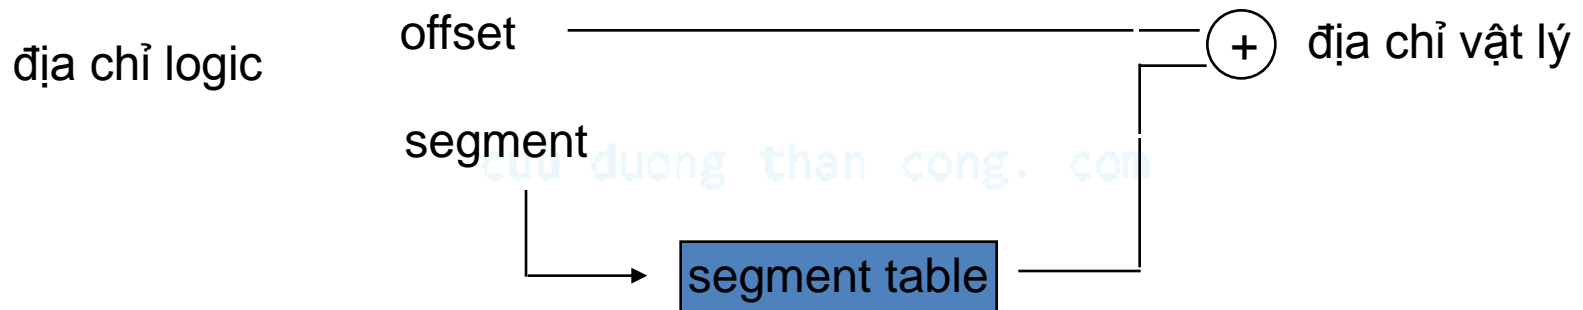 địa chỉ logic
offset
+
địa chỉ vật lý
segment
cuu duong than cong. com
segment table